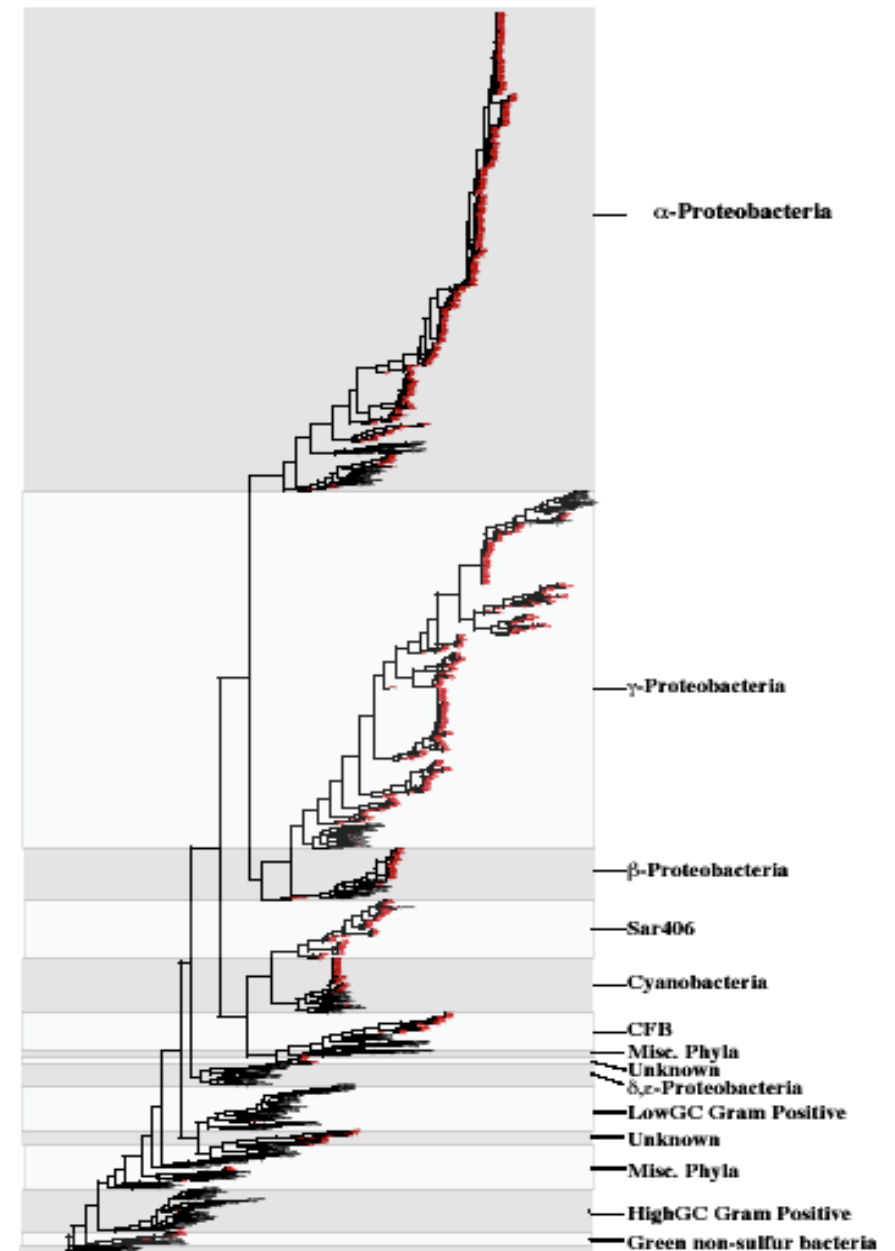 α-Proteobacteria
γ-Proteobacteria
β-Proteobacteria
Sar406
Cyanobacteria
CFB
Misc. Phyla
Unknown
δ,ε-Proteobacteria
LowGC Gram Positive
Unknown
Misc. Phyla
HighGC Gram Positive
Green non-sulfur bacteria